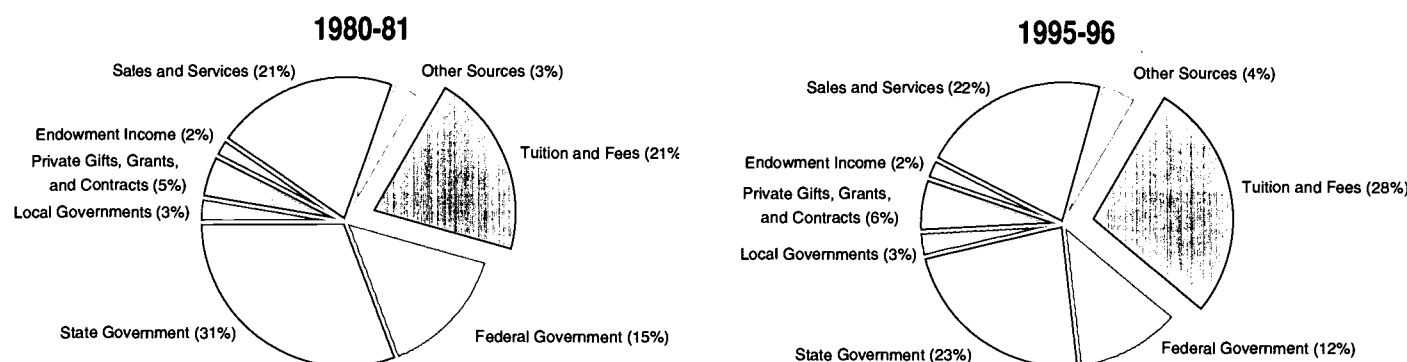 1980-81
Sales and Services (21%)
Other Sources (3%)
Endowment Income (2%)
Private Gifts, Grants,
and Contracts (5%)
Local Governments (3%)
Tuition and Fees (21%
State Government (31%)
Federal Government (15%)
1995-96
Other Sources (4%)
Sales and Services (22%)
Endowment Income (2%)
Private Gifts, Grants,
and Contracts (6%)
Local Governments (3%)
Tuition and Fees (28%)
State Government (23%)
Federal Government (12%)